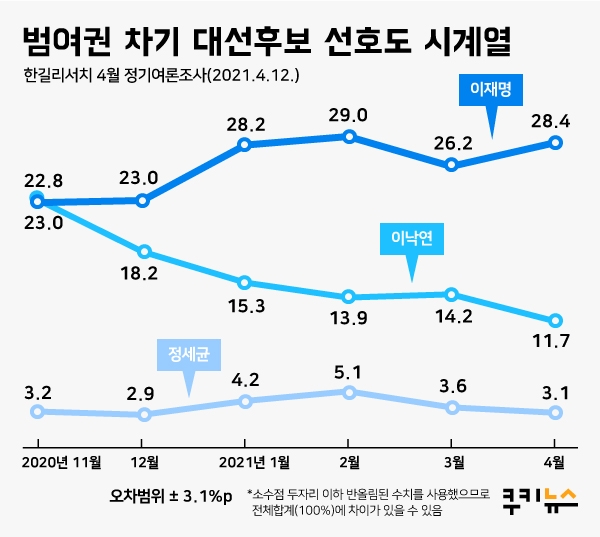 범여권 차기 대선후보 선호도 시계열
한길리서치 4월 정기여론조사(2021.4.12.)
이재명
28.2
29.0
26.2
28.4
22.8
23.0
23.0
이낙연
18.2
15.3
13.9
14.2
11.7
정세균
3.2
2.9
4.2
5.1
3.6
3.1
2020년 11월 12월 2021년 1월 2월 3월 4월
오차범위 ± 3.1%p
*소수점 두자리 이하 반올림된 수치를 사용했으므로
전체합계(100%)에 차이가 있을 수 있음
쿠키뉴스